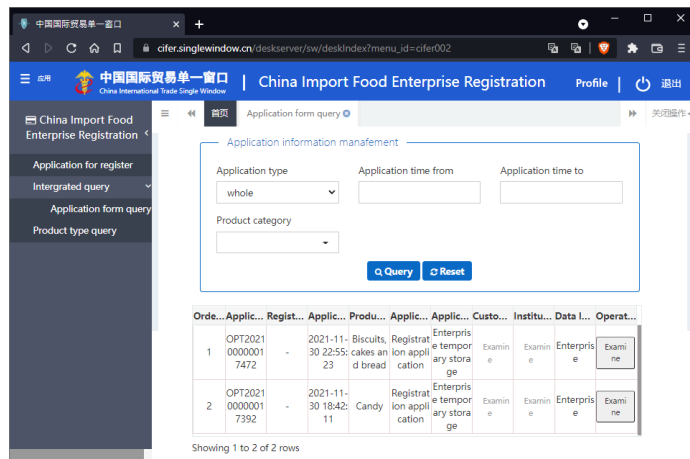 中国国际贸易单一窗口
cifer.singlewindow.cn/deskserver/sw/deskIndex?menu_id=cifer002
应用
中国国际贸易单一窗口
China International Trade Single Window
China Import Food Enterprise Registration
Profile
退出
China Import Food
Enterprise Registration
首页
Application form query
关闭操作
Application for register
Intergrated query
Application form query
Product type query
Application information manafement
Application type
Application time from
Application time to
whole
Product category
Query
Reset
Orde... Applic... Regist... Applic... Produ... Applic... Applic... Custo... Institu... Data I... Operat...
1
OPT2021
0000001
7472
-
2021-11-
30 22:55:
23
Biscuits,
cakes an
d bread
Registrat
ion appli
cation
Enterpris
e tempor
ary stora
ge
Examin
e
Examin
e
Enterpris
e
Exami
ne
2
OPT2021
0000001
7392
-
2021-11-
30 18:42:
11
Candy
Registrat
ion appli
cation
Enterpris
e tempor
ary stora
ge
Examin
e
Examin
e
Enterpris
e
Exami
ne
Showing 1 to 2 of 2 rows